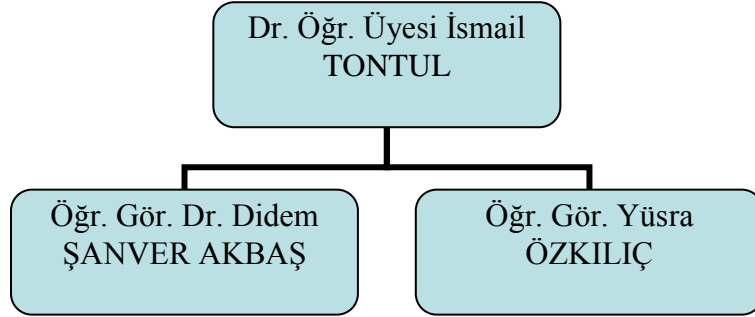 Dr. Öğr. Üyesi İsmail
TONTUL
Öğr. Gör. Dr. Didem
ŞANVER AKBAŞ
Öğr. Gör. Yüsra
ÖZKILIÇ